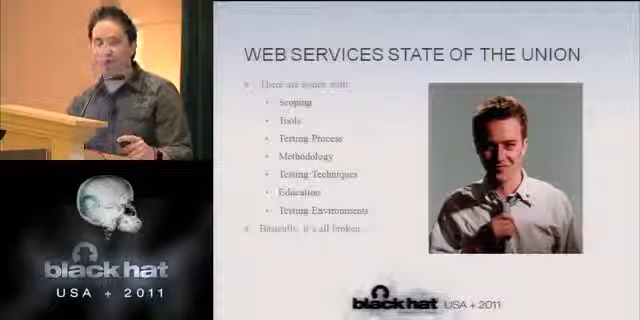 WEB SERVICES STATE OF THE UNION
There are issues with:
Scoping
Tools
Testing Process
Methodology
Testing Techniques
Education
Testing Environments
Basically, it's all broken.
black hat
USA + 2011
black hat USA + 2011